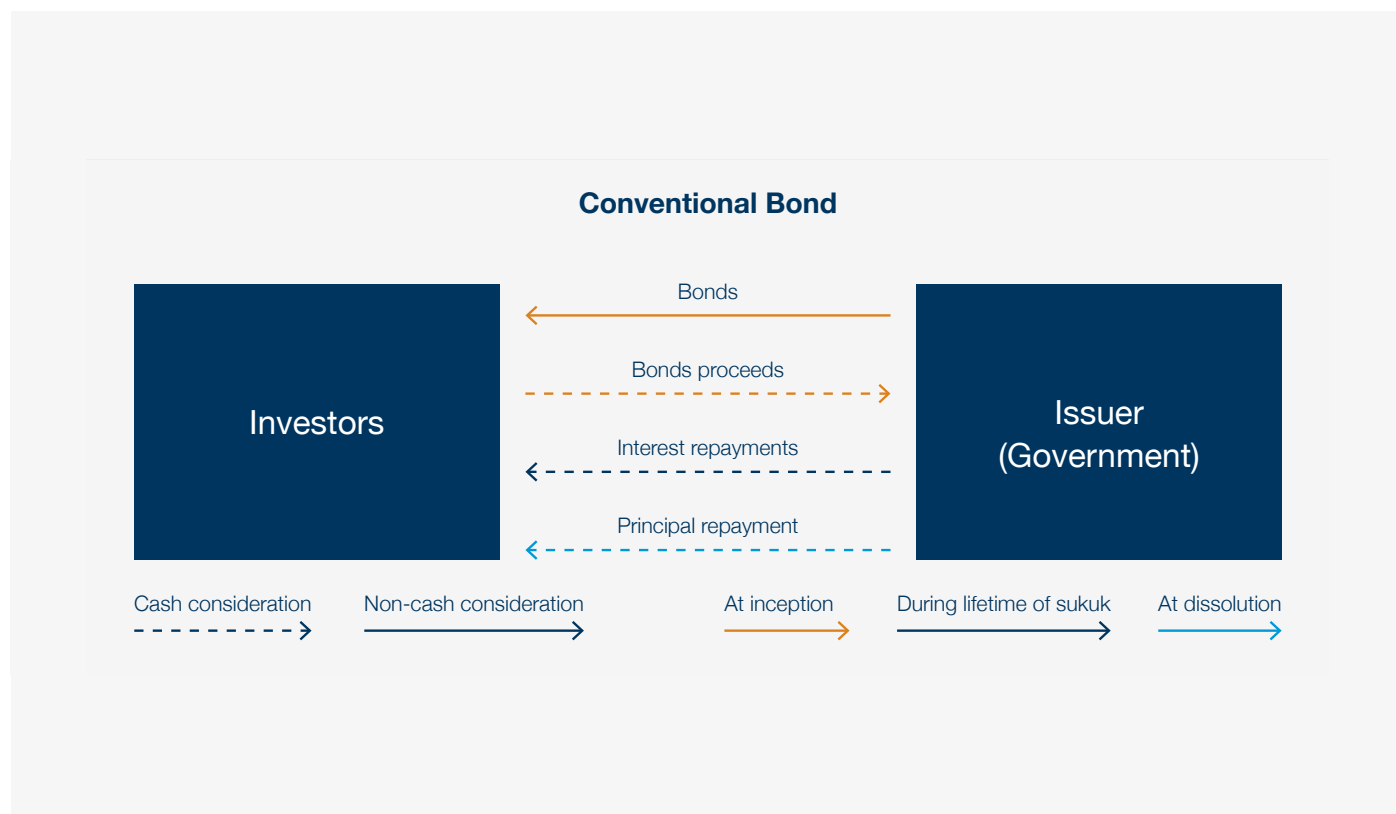 Conventional Bond
Investors
Bonds
Bonds proceeds
Interest repayments
Principal repayment
Issuer
(Government)
Cash consideration
Non-cash consideration
At inception
During lifetime of sukuk
At dissolution